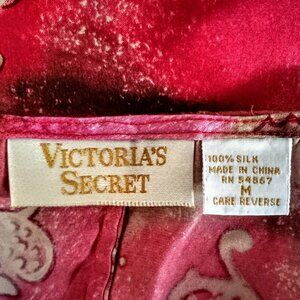 VICTORIA'S
SECRET
100% SILK
MADE IN CHINA
RN 54867
M
CARE REVERSE